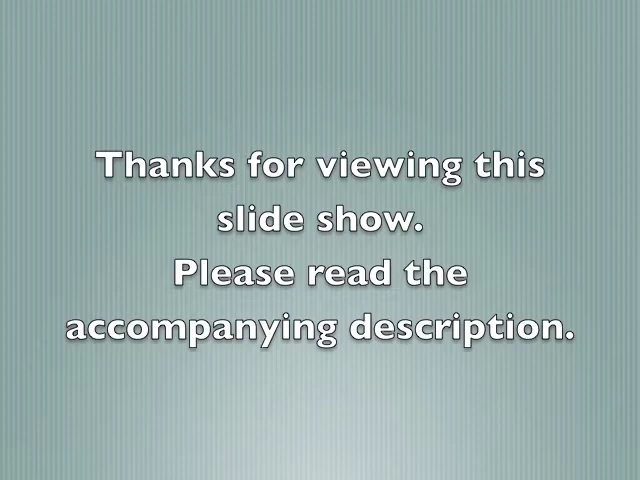 Thanks for viewing this
slide show.
Please read the
accompanying description.